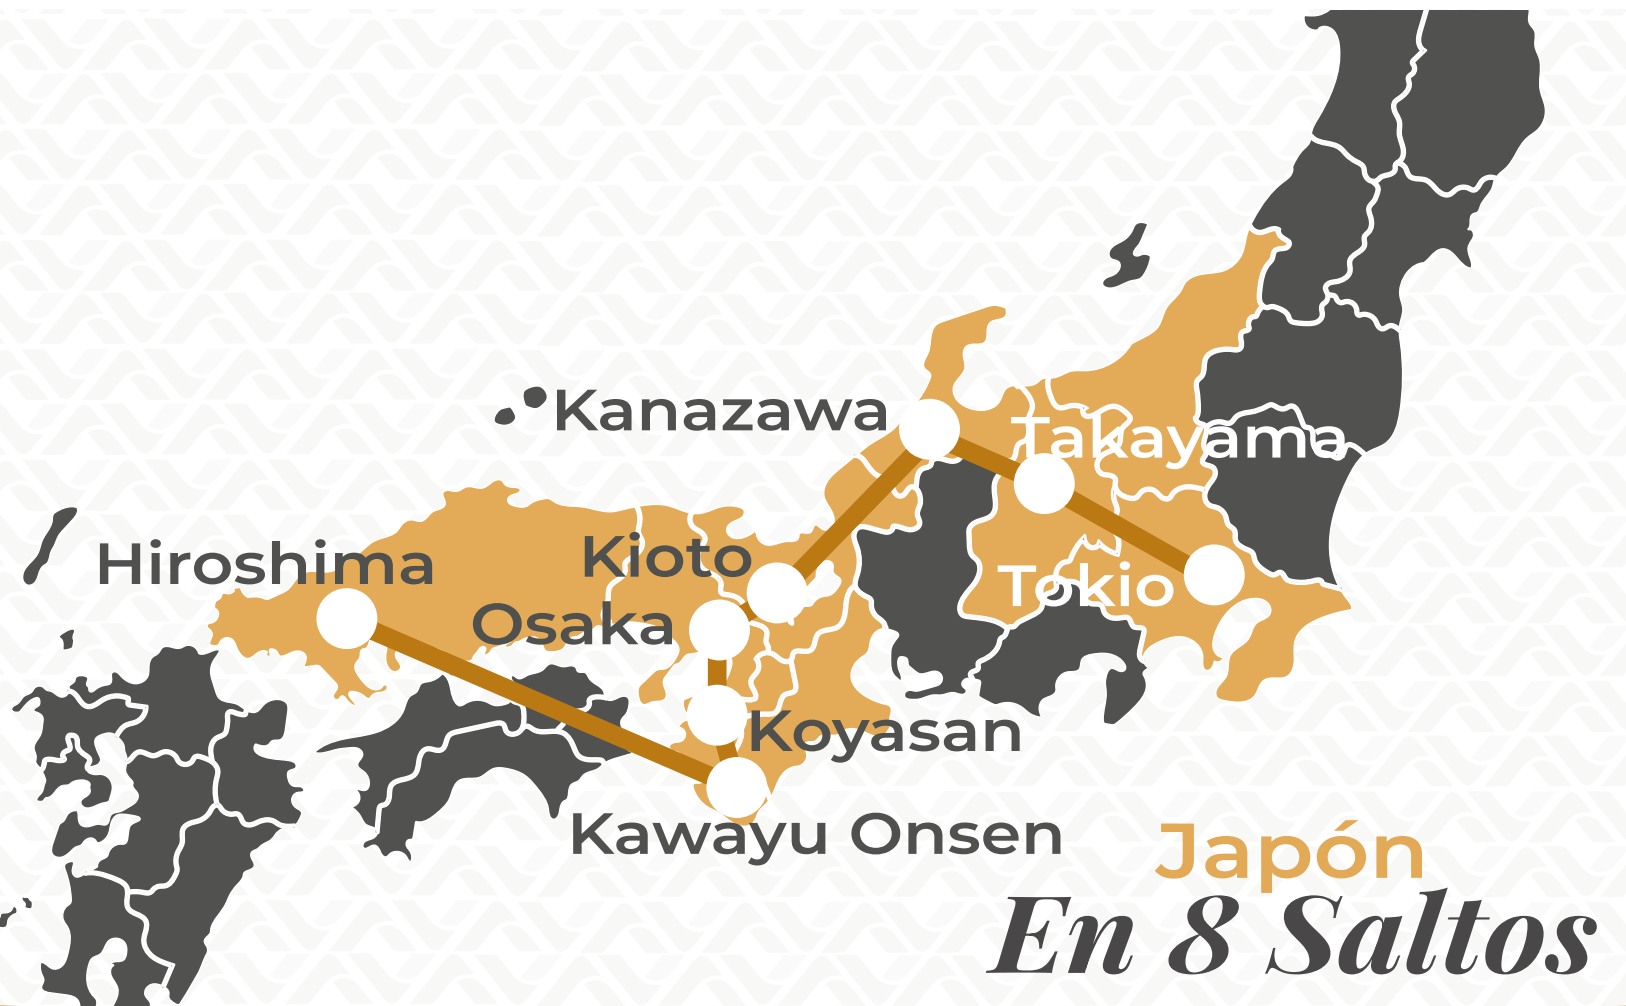 Kanazawa
Takayama
Kioto
Hiroshima
Tokio
Osaka
Koyasan
Kawayu Onsen
Japón
En 8 Saltos